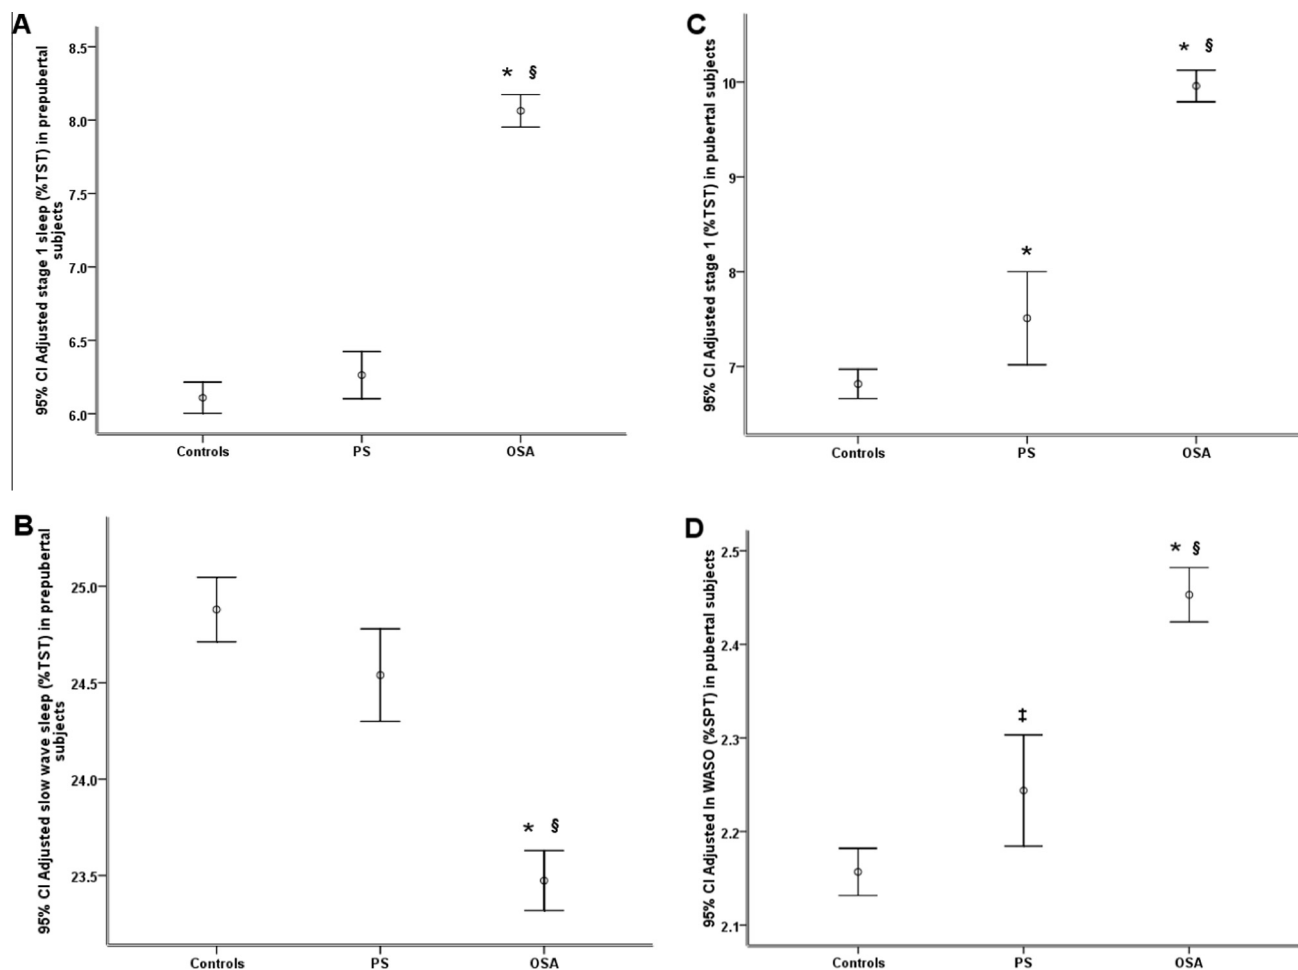 A
95% CI Adjusted stage 1 sleep (%TST) in prepubertal
subjects
8.5
8.0
7.5
7.0
6.5
6.0
* §
Controls PS OSA
B
95% CI Adjusted slow wave sleep (%TST) in prepubertal
subjects
25.0
24.5
24.0
23.5
* §
Controls PS OSA
C
95% CI Adjusted stage 1 (%TST) in pubertal subjects
10
9
8
7
*
* §
Controls PS OSA
D
95% CI Adjusted ln WASO (%SPT) in pubertal subjects
2.5
2.4
2.3
2.2
2.1
‡
* §
Controls PS OSA